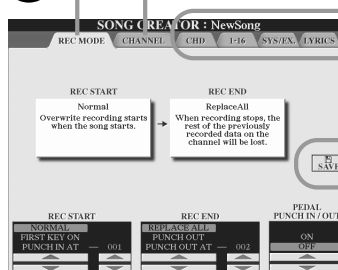 SONG CREATOR : NewSong
REC MODE CHANNEL CHD 1-16 SYS/EX. LYRICS
REC START REC END
Normal ReplaceAll
Overwrite recording starts When recording stops, the
when the song starts. rest of the previously
recorded data on the
channel will be lost.
SAVE
REC START REC END PEDAL
PUNCH IN / OUT
NORMAL REPLACE ALL
FIRST KEY ON PUNCH OUT ON
PUNCH IN AT — 001 PUNCH OUT AT — 002 OFF